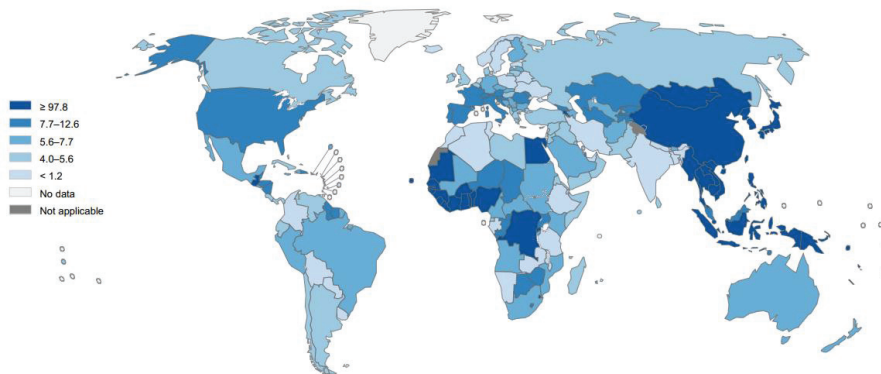 ≥ 97.8
7.7–12.6
5.6–7.7
4.0–5.6
< 1.2
No data
Not applicable